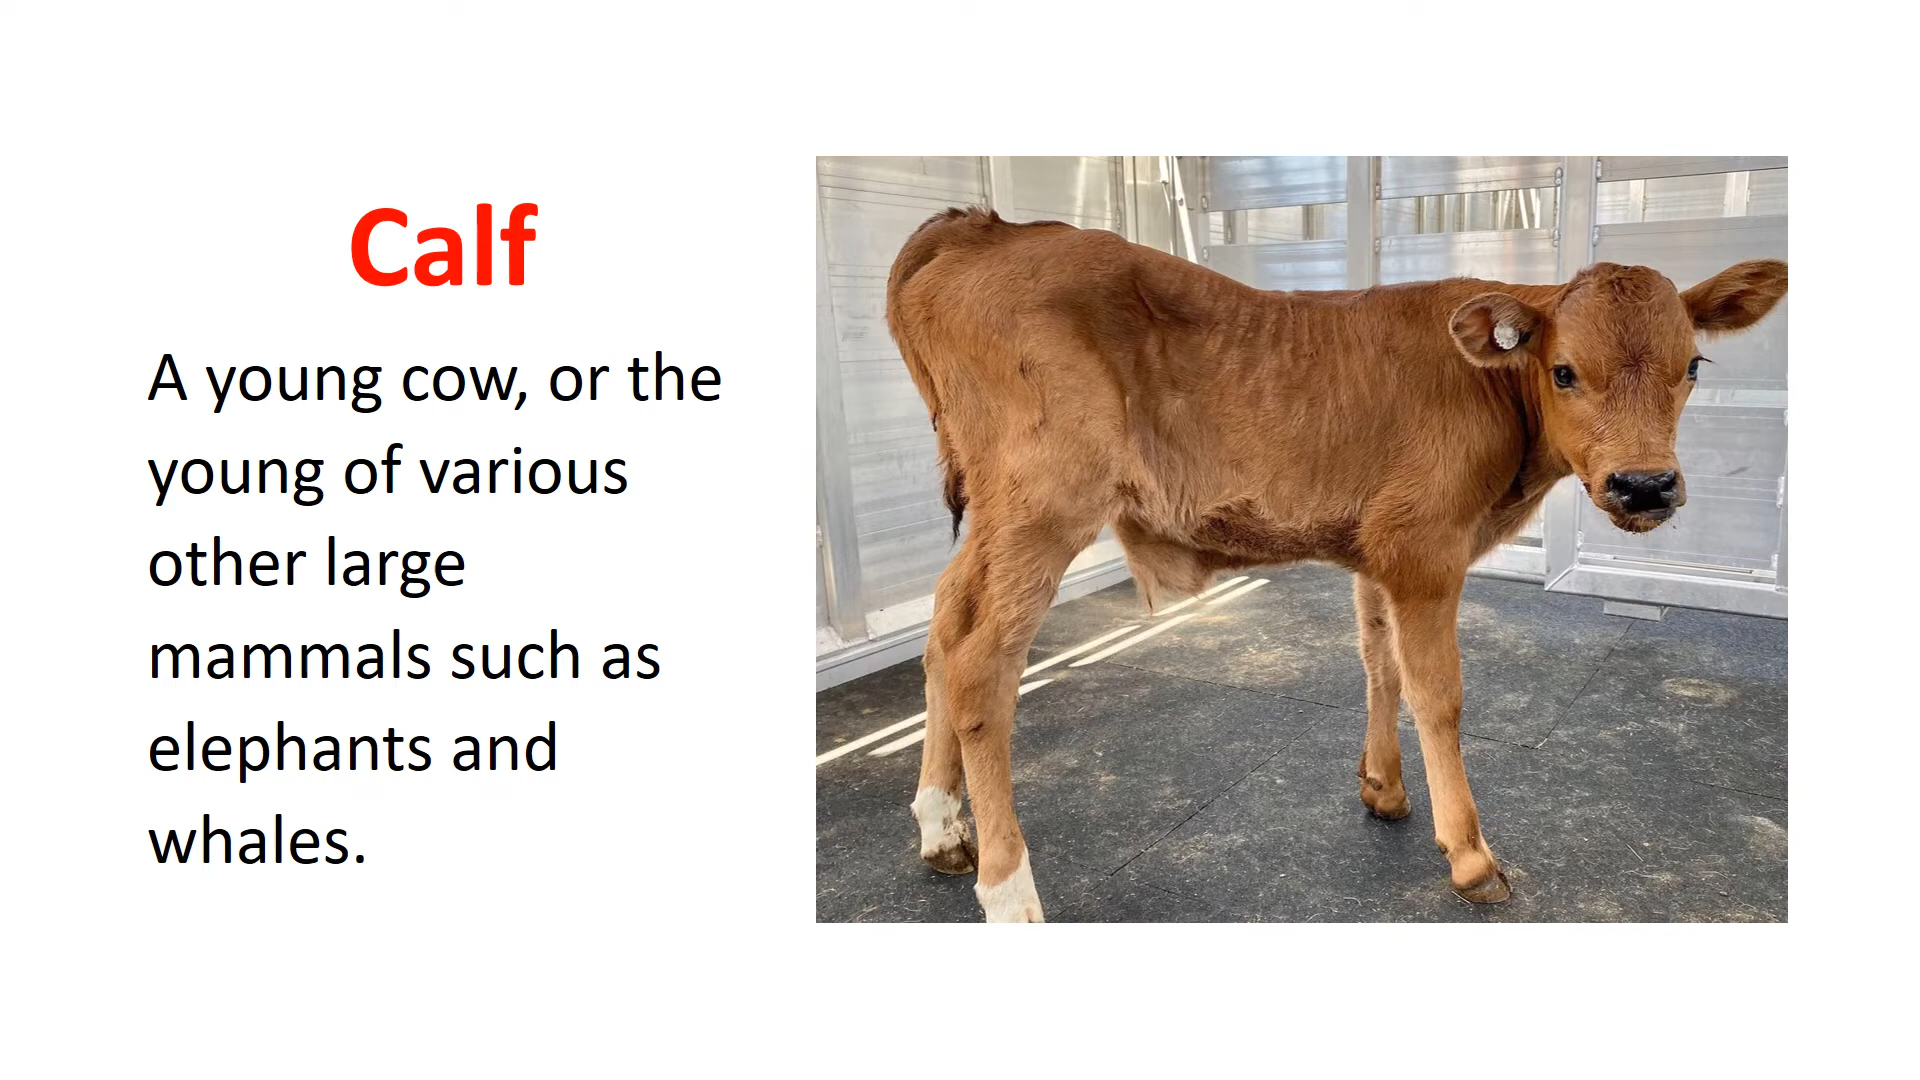 Calf
A young cow, or the
young of various
other large
mammals such as
elephants and
whales.